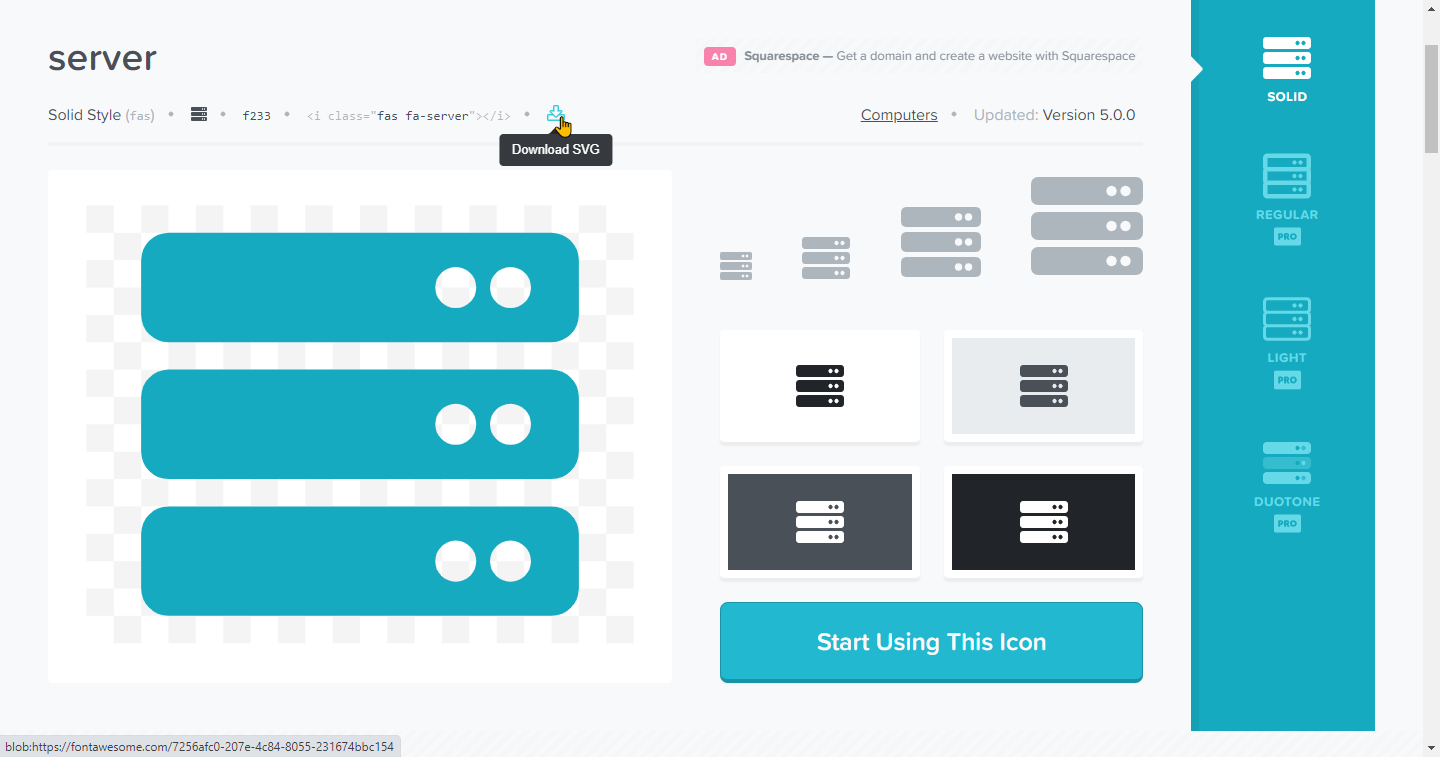 server
AD Squarespace — Get a domain and create a website with Squarespace
Solid Style (fas) • • f233 • <i class="fas fa-server"></i> •
Computers • Updated: Version 5.0.0
Download SVG
Start Using This Icon
SOLID
REGULAR
PRO
LIGHT
PRO
DUOTONE
PRO
blob:https://fontawesome.com/7256afc0-207e-4c84-8055-231674bbc154